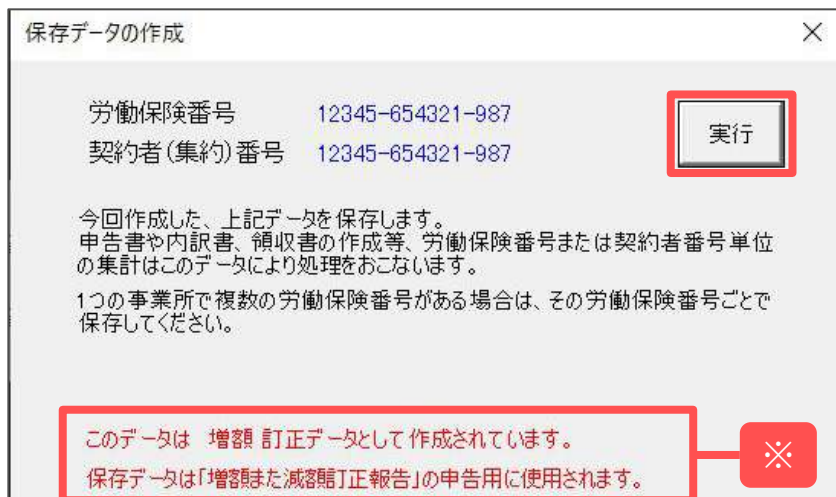 保存データの作成
労働保険番号 12345-654321-987
実行
契約者(集約)番号 12345-654321-987
今回作成した、上記データを保存します。
申告書や内訳書、領収書の作成等、労働保険番号または契約者番号単位
の集計はこのデータにより処理をおこないます。
1つの事業所で複数の労働保険番号がある場合は、その労働保険番号ごとで
保存してください。
このデータは 増額 訂正データとして作成されています。
保存データは「増額また減額訂正報告」の申告用に使用されます。
※